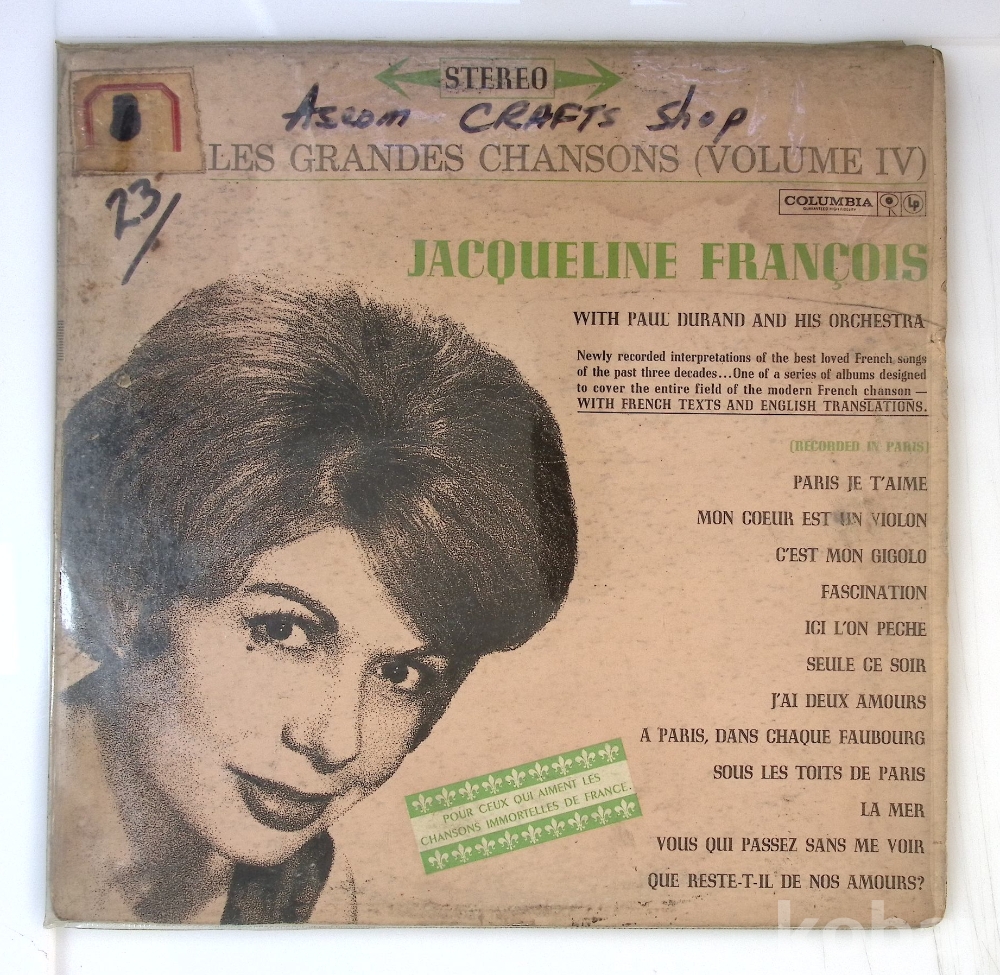 STEREO
Ascom CRAFTS Shop
LES GRANDES CHANSONS (VOLUME IV)
23/
COLUMBIA
GUARANTEED HIGH FIDELITY
Lp
JACQUELINE FRANÇOIS
WITH PAUL DURAND AND HIS ORCHESTRA
Newly recorded interpretations of the best loved French songs
of the past three decades...One of a series of albums designed
to cover the entire field of the modern French chanson —
WITH FRENCH TEXTS AND ENGLISH TRANSLATIONS.
(RECORDED IN PARIS)
PARIS JE T'AIME
MON COEUR EST UN VIOLON
C'EST MON GIGOLO
FASCINATION
ICI L'ON PECHE
SEULE CE SOIR
J'AI DEUX AMOURS
A PARIS, DANS CHAQUE FAUBOURG
SOUS LES TOITS DE PARIS
LA MER
VOUS QUI PASSEZ SANS ME VOIR
QUE RESTE-T-IL DE NOS AMOURS?
POUR CEUX QUI AIMENT LES
CHANSONS IMMORTELLES DE FRANCE.